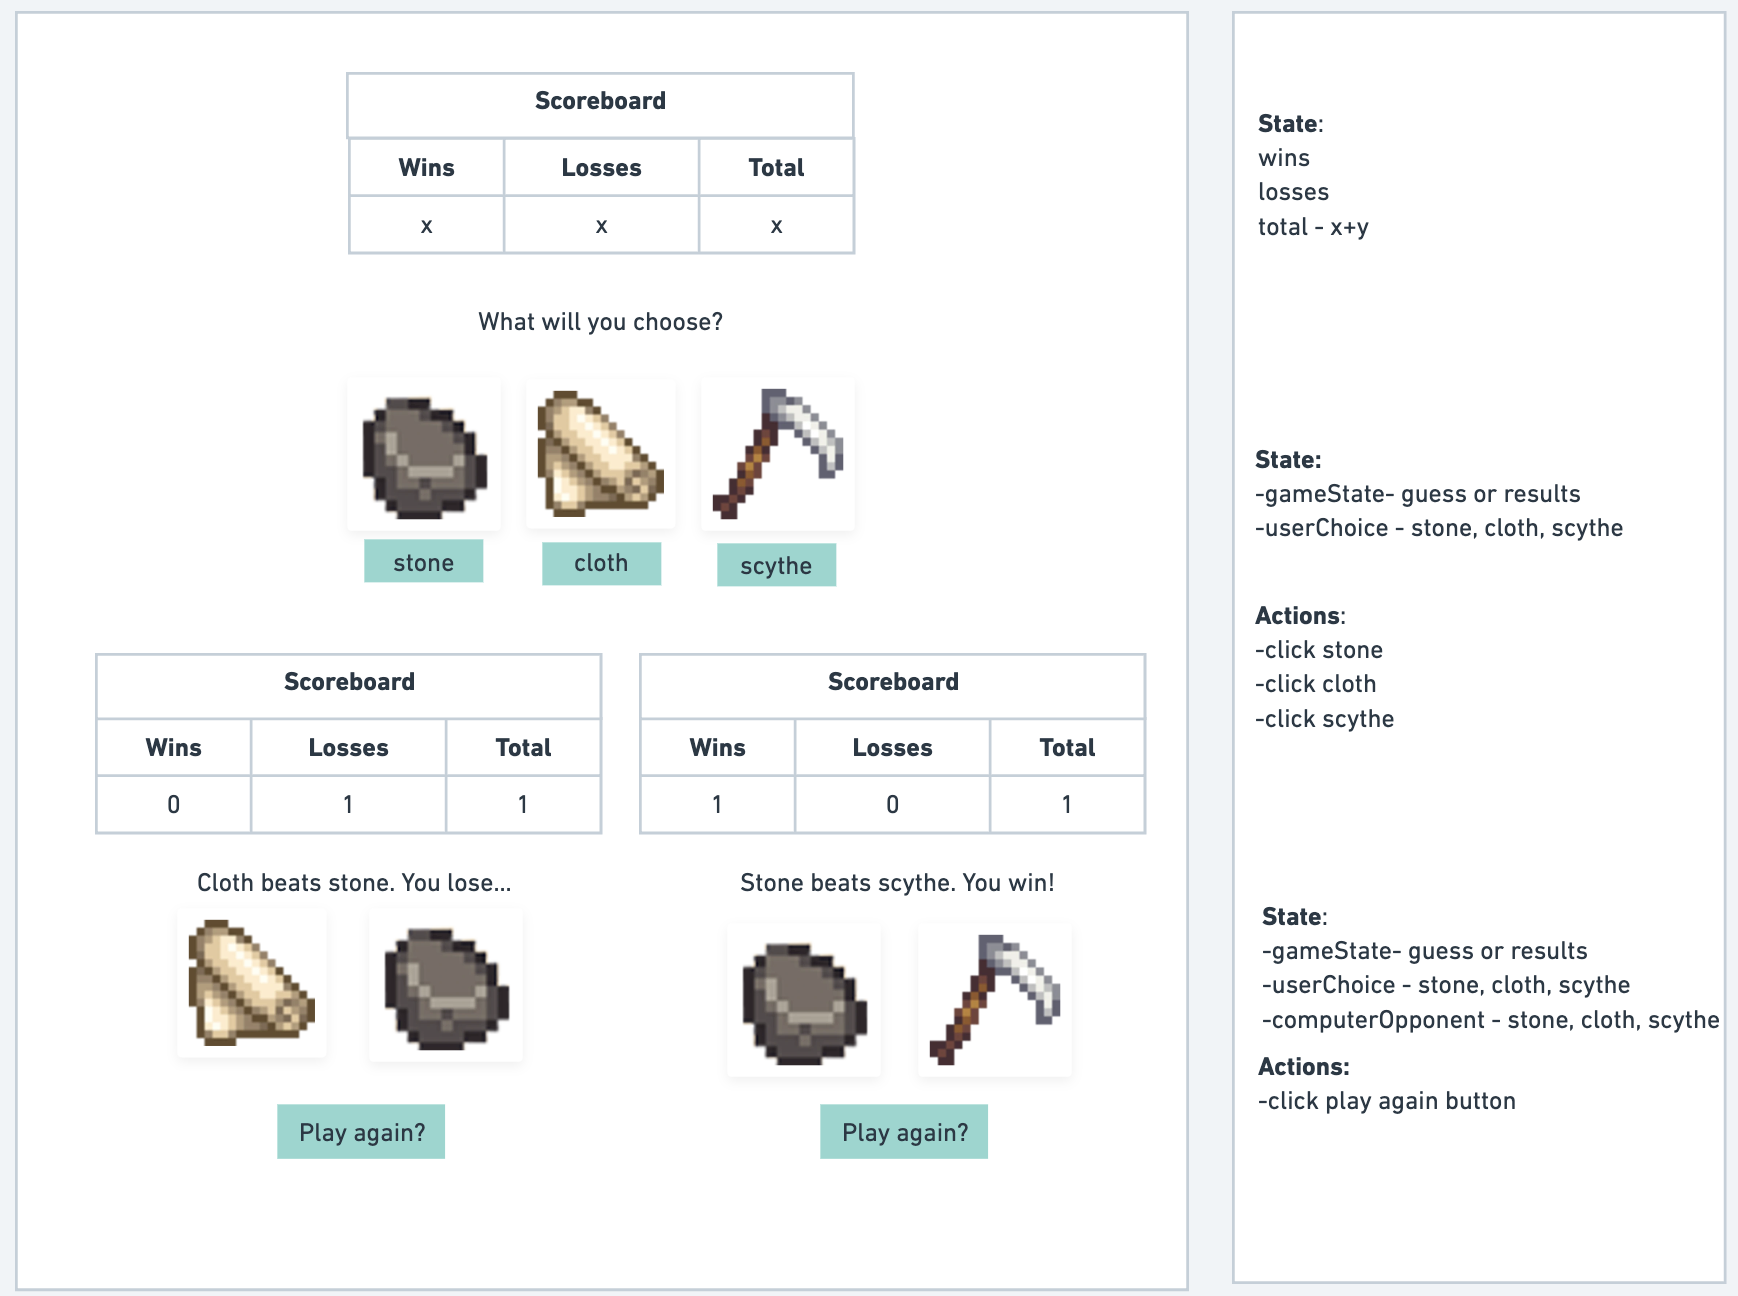 Scoreboard
Wins Losses Total
x x x
What will you choose?
stone cloth scythe
Scoreboard
Wins Losses Total
0 1 1
Cloth beats stone. You lose...
Play again?
Scoreboard
Wins Losses Total
1 0 1
Stone beats scythe. You win!
Play again?
State:
wins
losses
total - x+y
State:
-gameState- guess or results
-userChoice - stone, cloth, scythe
Actions:
-click stone
-click cloth
-click scythe
State:
-gameState- guess or results
-userChoice - stone, cloth, scythe
-computerOpponent - stone, cloth, scythe
Actions:
-click play again button